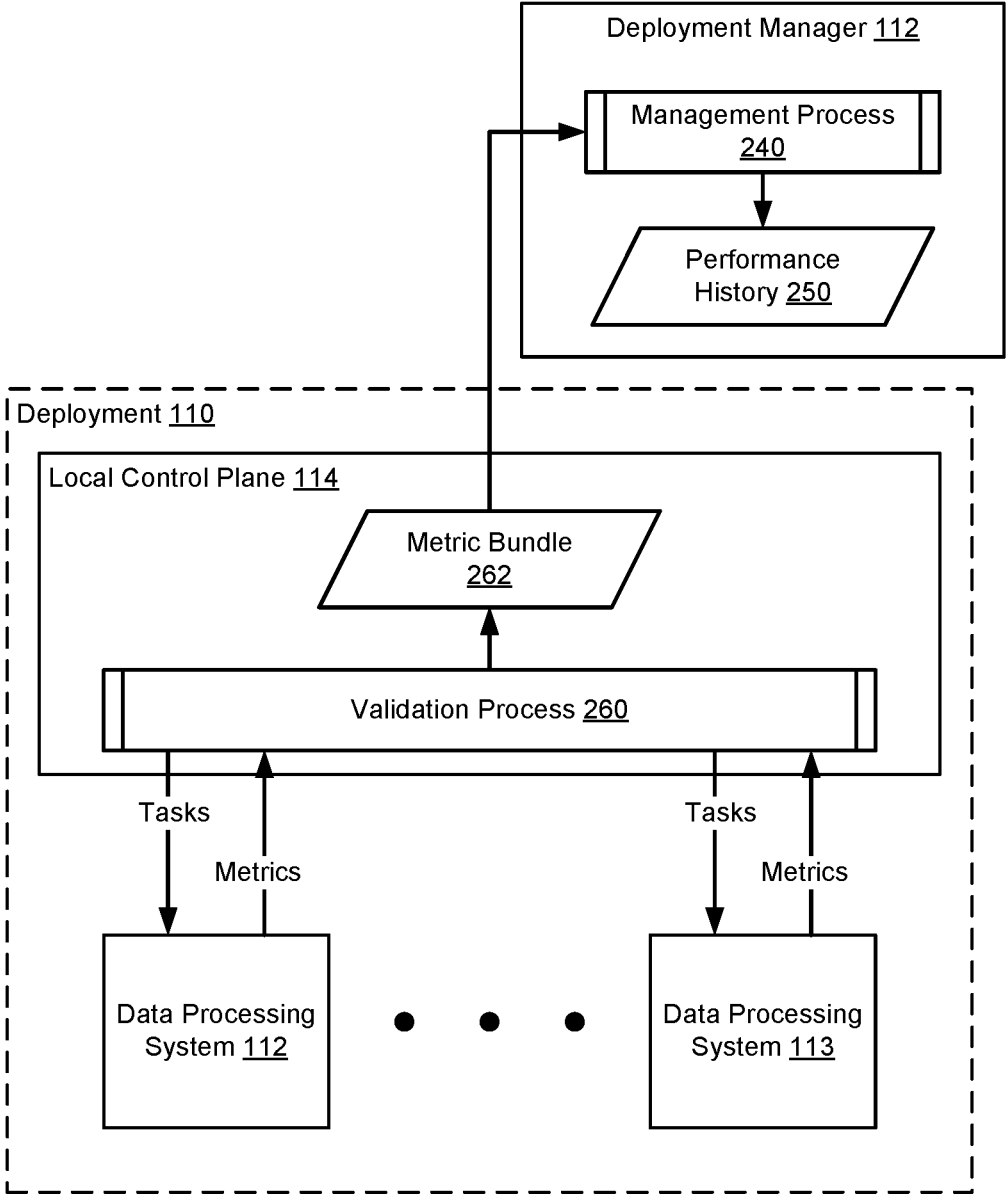 Deployment Manager 112
Management Process
240
Performance
History 250
Deployment 110
Local Control Plane 114
Metric Bundle
262
Validation Process 260
Tasks
Metrics
Tasks
Metrics
Data Processing
System 112
Data Processing
System 113